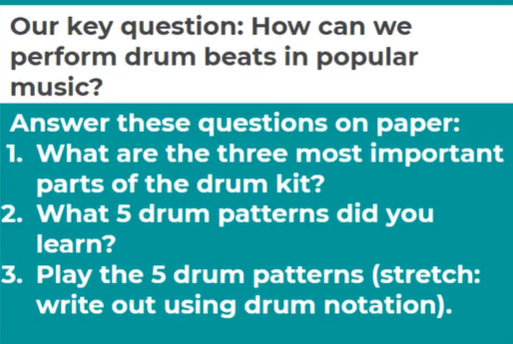 Our key question: How can we
perform drum beats in popular
music?
Answer these questions on paper:
1. What are the three most important
parts of the drum kit?
2. What 5 drum patterns did you
learn?
3. Play the 5 drum patterns (stretch:
write out using drum notation).